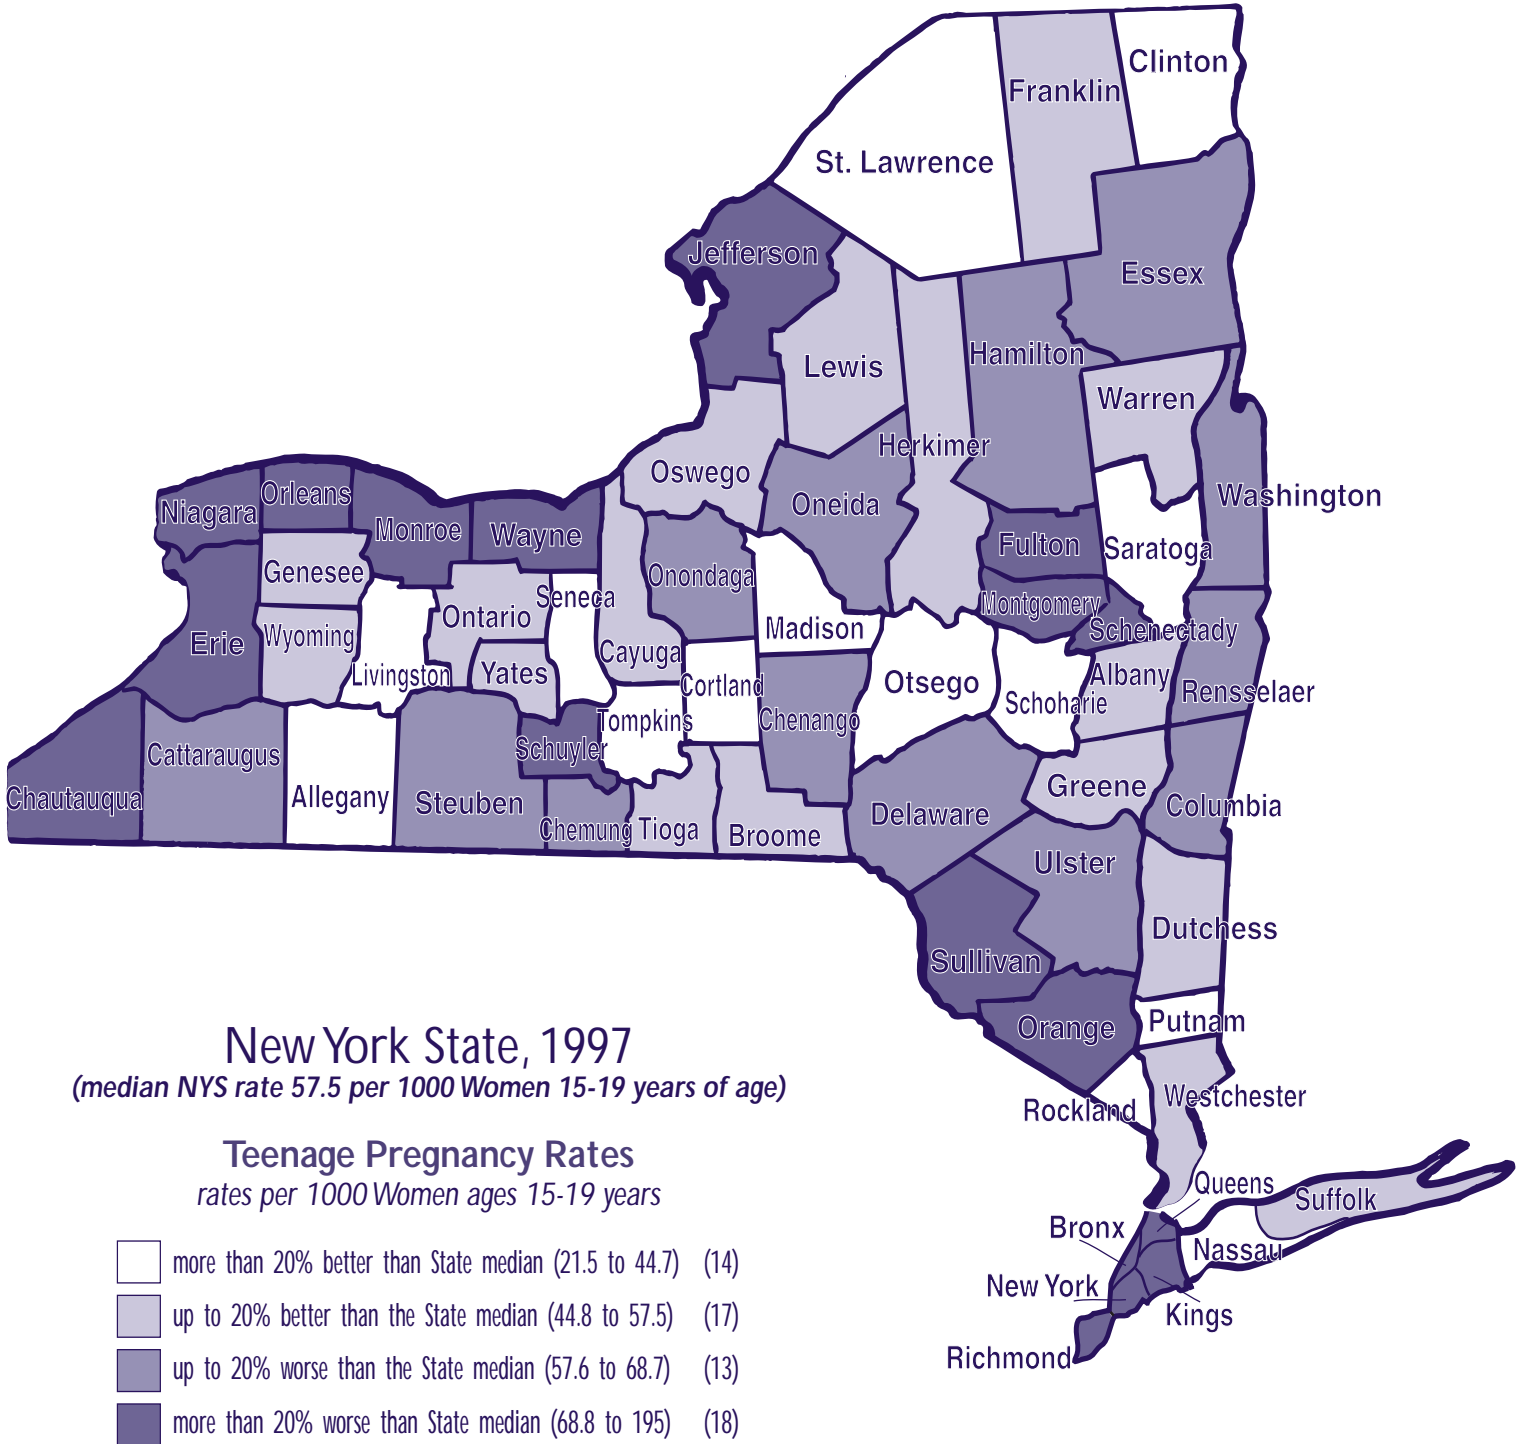 Clinton
Franklin
St. Lawrence
Jefferson
Essex
Hamilton
Lewis
Warren
Herkimer
Oswego
Washington
Oneida
Orleans
Niagara
Monroe
Wayne
Fulton
Saratoga
Genesee
Onondaga
Seneca
Montgomery
Ontario
Madison
Schenectady
Wyoming
Erie
Cayuga
Yates
Livingston
Albany
Otsego
Cortland
Rensselaer
Schoharie
Tompkins
Chenango
Schuyler
Cattaraugus
Greene
Allegany
Chautauqua
Steuben
Columbia
Delaware
Chemung
Tioga
Broome
Ulster
Dutchess
Sullivan
Putnam
Orange
Westchester
Rockland
Queens
Suffolk
Bronx
Nassau
New York
Kings
Richmond
New York State, 1997
(median NYS rate 57.5 per 1000 Women 15-19 years of age)
Teenage Pregnancy Rates
rates per 1000 Women ages 15-19 years
more than 20% better than State median (21.5 to 44.7) (14)
up to 20% better than the State median (44.8 to 57.5) (17)
up to 20% worse than the State median (57.6 to 68.7) (13)
more than 20% worse than State median (68.8 to 195) (18)